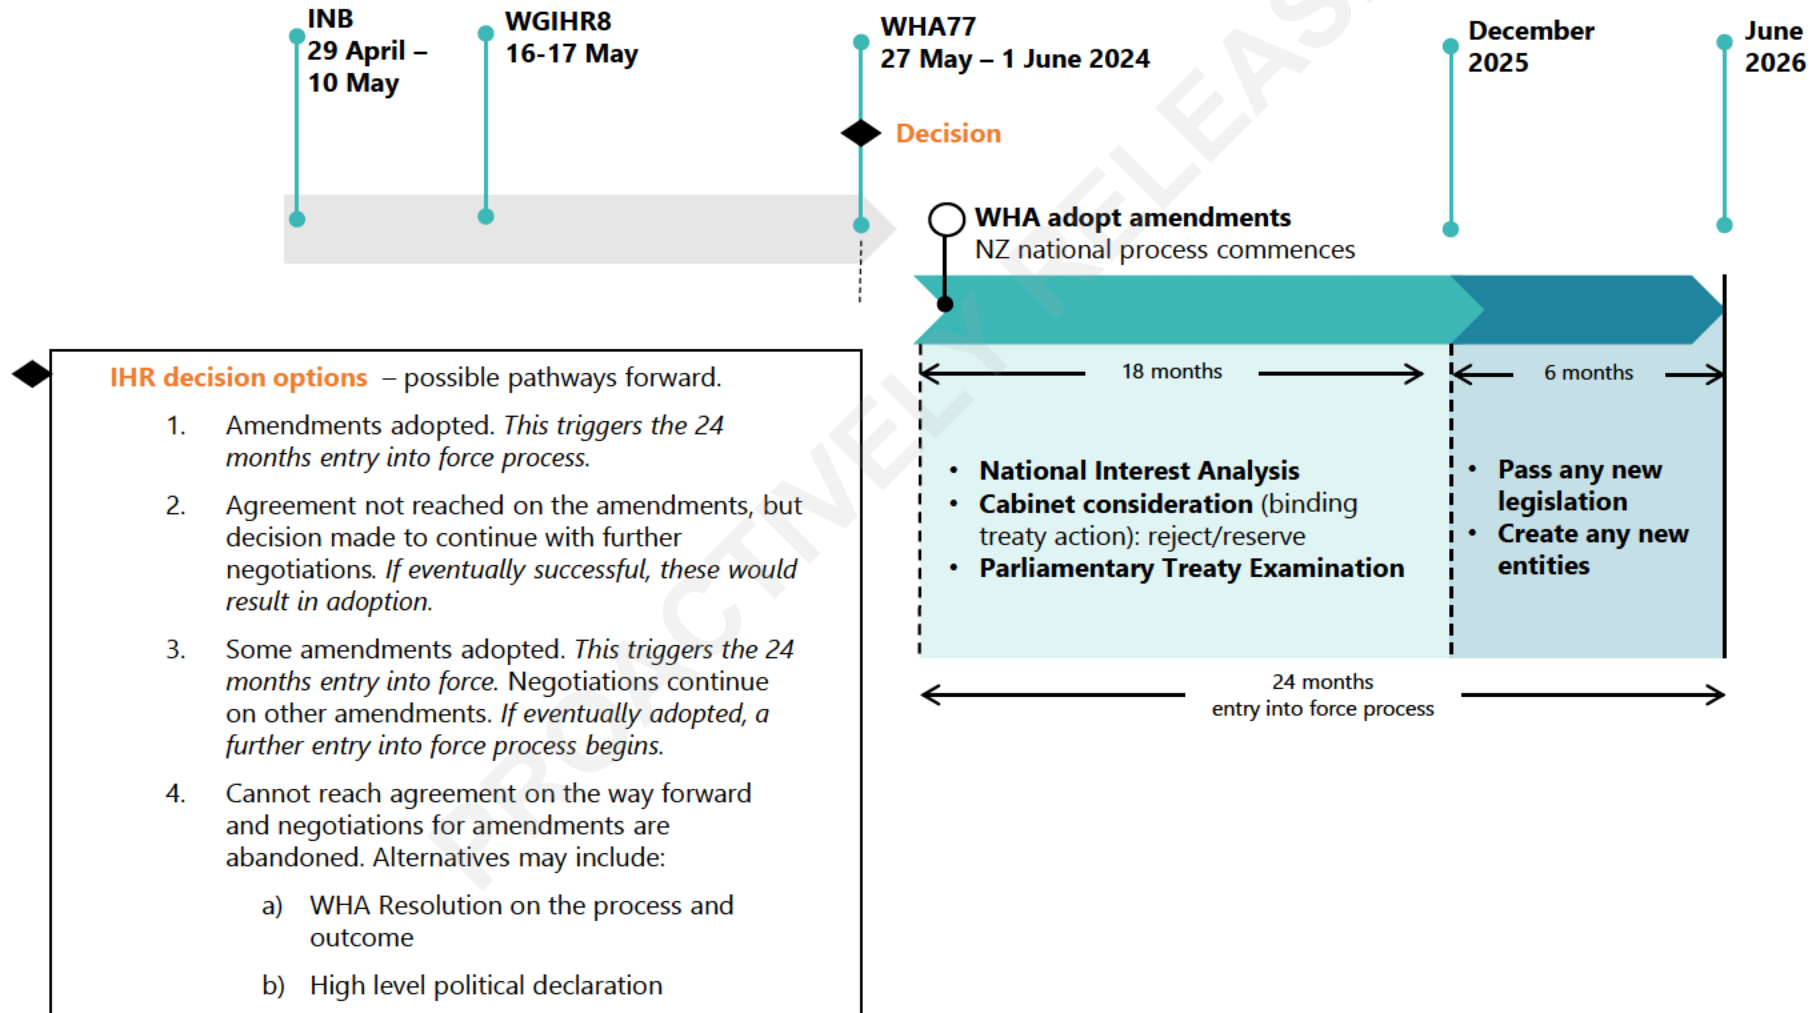 INB
29 April –
10 May
WGIHR8
16-17 May
WHA77
27 May – 1 June 2024
December
2025
June
2026
Decision
WHA adopt amendments
NZ national process commences
18 months
6 months
• National Interest Analysis
• Cabinet consideration (binding
treaty action): reject/reserve
• Parliamentary Treaty Examination
• Pass any new
legislation
• Create any new
entities
24 months
entry into force process
IHR decision options – possible pathways forward.
1. Amendments adopted. This triggers the 24
months entry into force process.
2. Agreement not reached on the amendments, but
decision made to continue with further
negotiations. If eventually successful, these would
result in adoption.
3. Some amendments adopted. This triggers the 24
months entry into force. Negotiations continue
on other amendments. If eventually adopted, a
further entry into force process begins.
4. Cannot reach agreement on the way forward
and negotiations for amendments are
abandoned. Alternatives may include:
a) WHA Resolution on the process and
outcome
b) High level political declaration
PROACTIVELY RELEAS